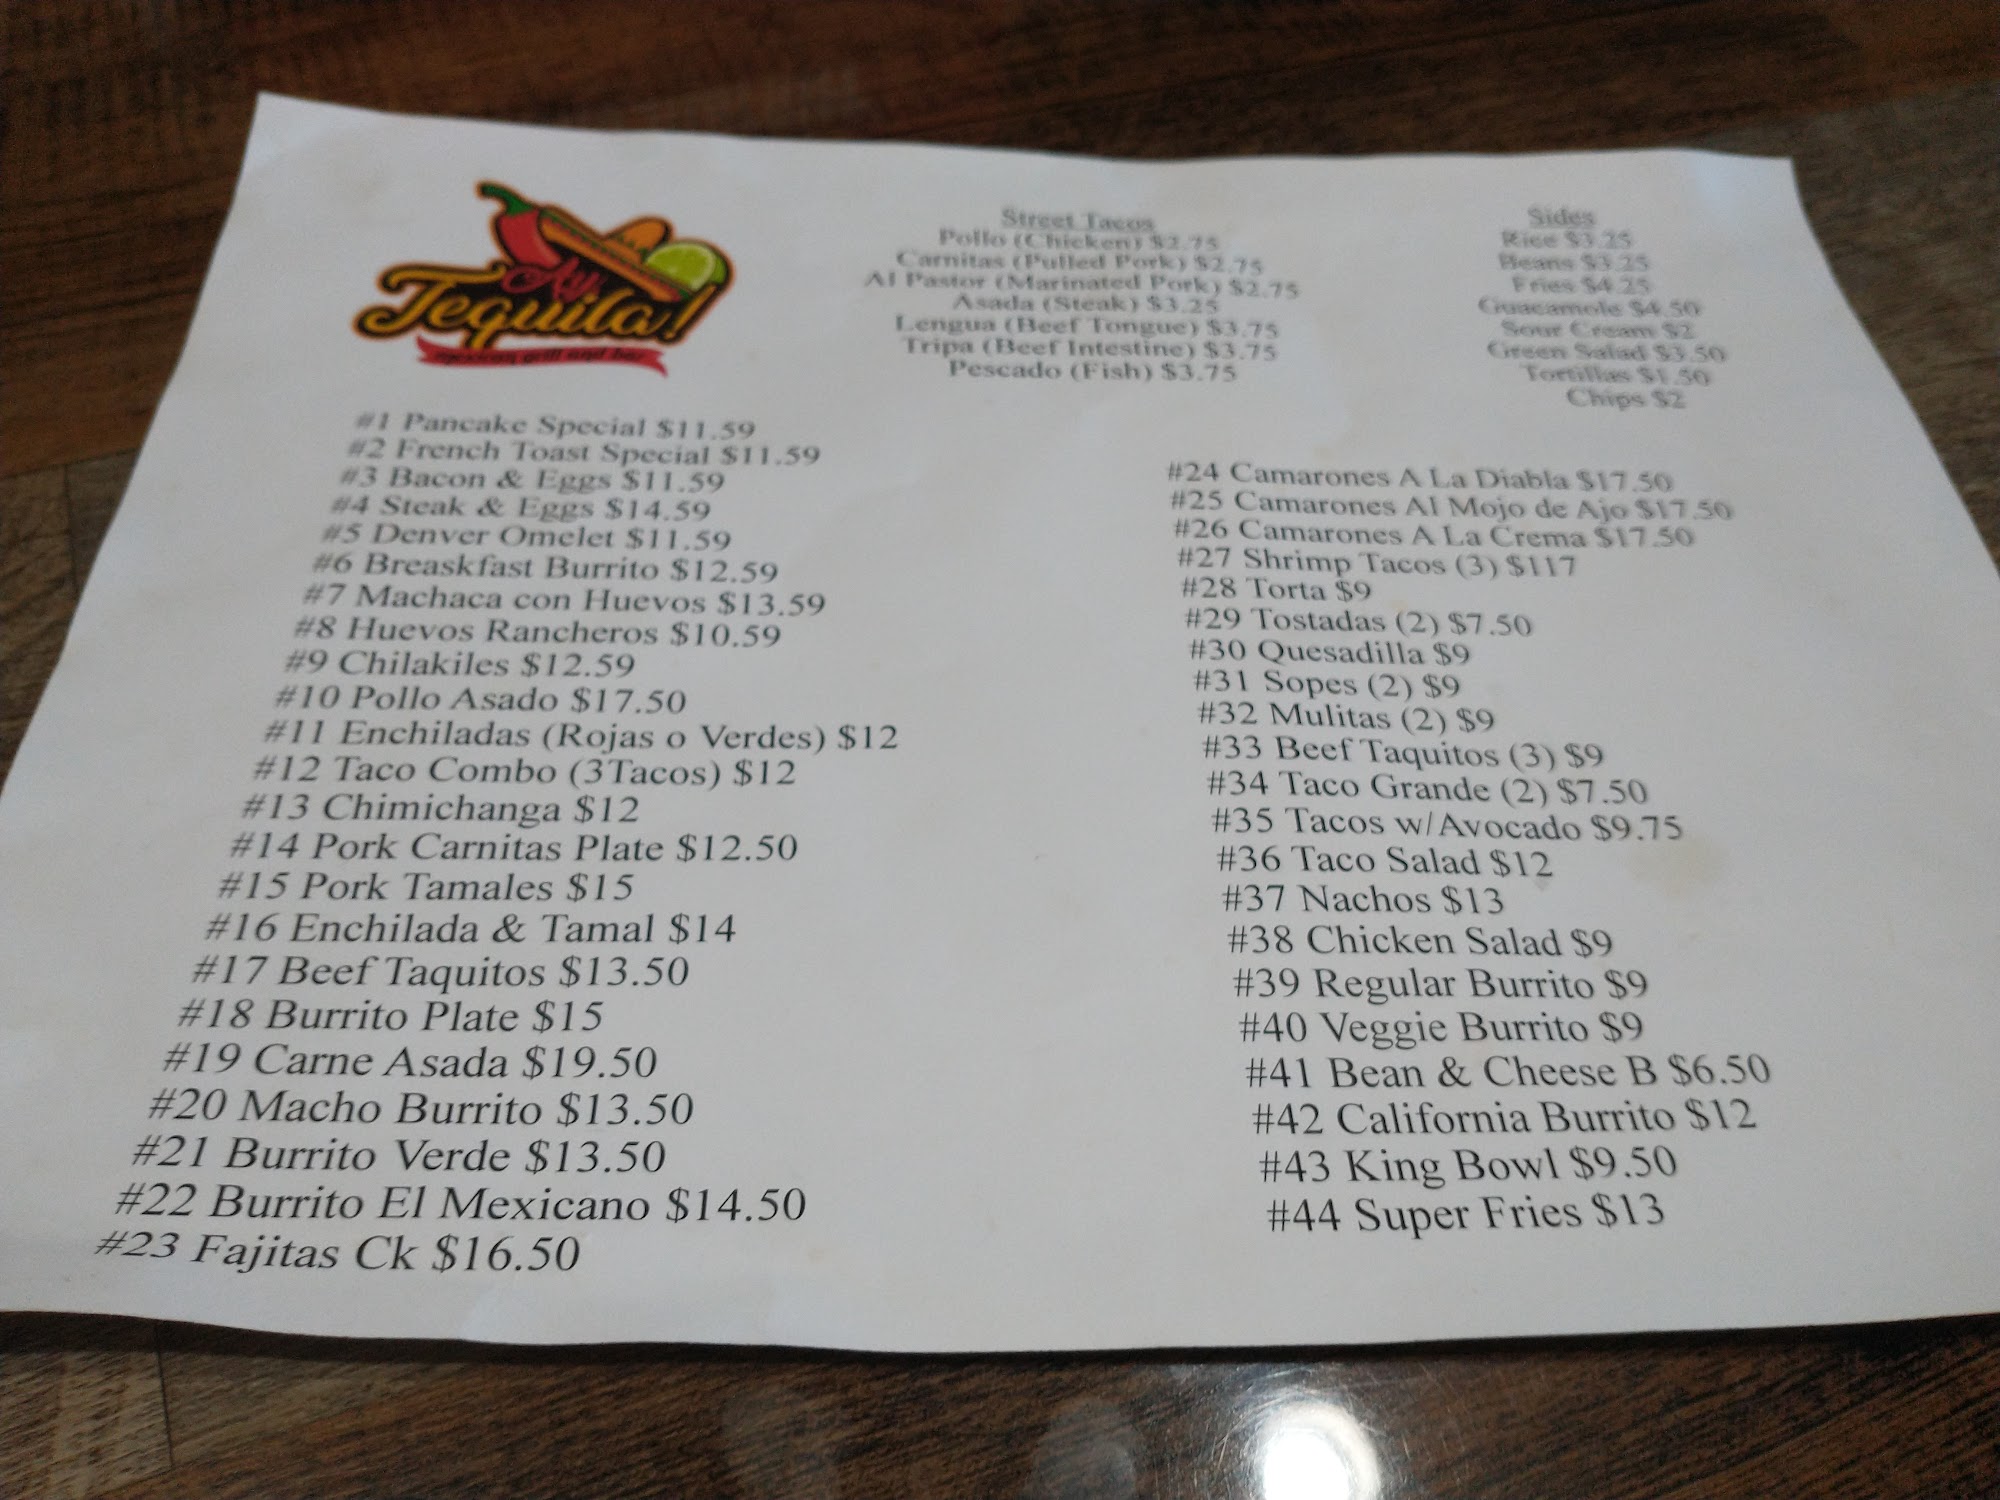 Ay,
Tequila!
mexican grill and bar
Street Tacos
Pollo (Chicken) $2.75
Carnitas (Pulled Pork) $2.75
Al Pastor (Marinated Pork) $2.75
Asada (Steak) $3.25
Lengua (Beef Tongue) $3.75
Tripa (Beef Intestine) $3.75
Pescado (Fish) $3.75
Sides
Rice $3.25
Beans $3.25
Fries $4.25
Guacamole $4.50
Sour Cream $2
Green Salad $3.50
Tortillas $1.50
Chips $2
#1 Pancake Special $11.59
#2 French Toast Special $11.59
#3 Bacon & Eggs $11.59
#4 Steak & Eggs $14.59
#5 Denver Omelet $11.59
#6 Breaskfast Burrito $12.59
#7 Machaca con Huevos $13.59
#8 Huevos Rancheros $10.59
#9 Chilakiles $12.59
#10 Pollo Asado $17.50
#11 Enchiladas (Rojas o Verdes) $12
#12 Taco Combo (3Tacos) $12
#13 Chimichanga $12
#14 Pork Carnitas Plate $12.50
#15 Pork Tamales $15
#16 Enchilada & Tamal $14
#17 Beef Taquitos $13.50
#18 Burrito Plate $15
#19 Carne Asada $19.50
#20 Macho Burrito $13.50
#21 Burrito Verde $13.50
#22 Burrito El Mexicano $14.50
#23 Fajitas Ck $16.50
#24 Camarones A La Diabla $17.50
#25 Camarones Al Mojo de Ajo $17.50
#26 Camarones A La Crema $17.50
#27 Shrimp Tacos (3) $117
#28 Torta $9
#29 Tostadas (2) $7.50
#30 Quesadilla $9
#31 Sopes (2) $9
#32 Mulitas (2) $9
#33 Beef Taquitos (3) $9
#34 Taco Grande (2) $7.50
#35 Tacos w/Avocado $9.75
#36 Taco Salad $12
#37 Nachos $13
#38 Chicken Salad $9
#39 Regular Burrito $9
#40 Veggie Burrito $9
#41 Bean & Cheese B $6.50
#42 California Burrito $12
#43 King Bowl $9.50
#44 Super Fries $13